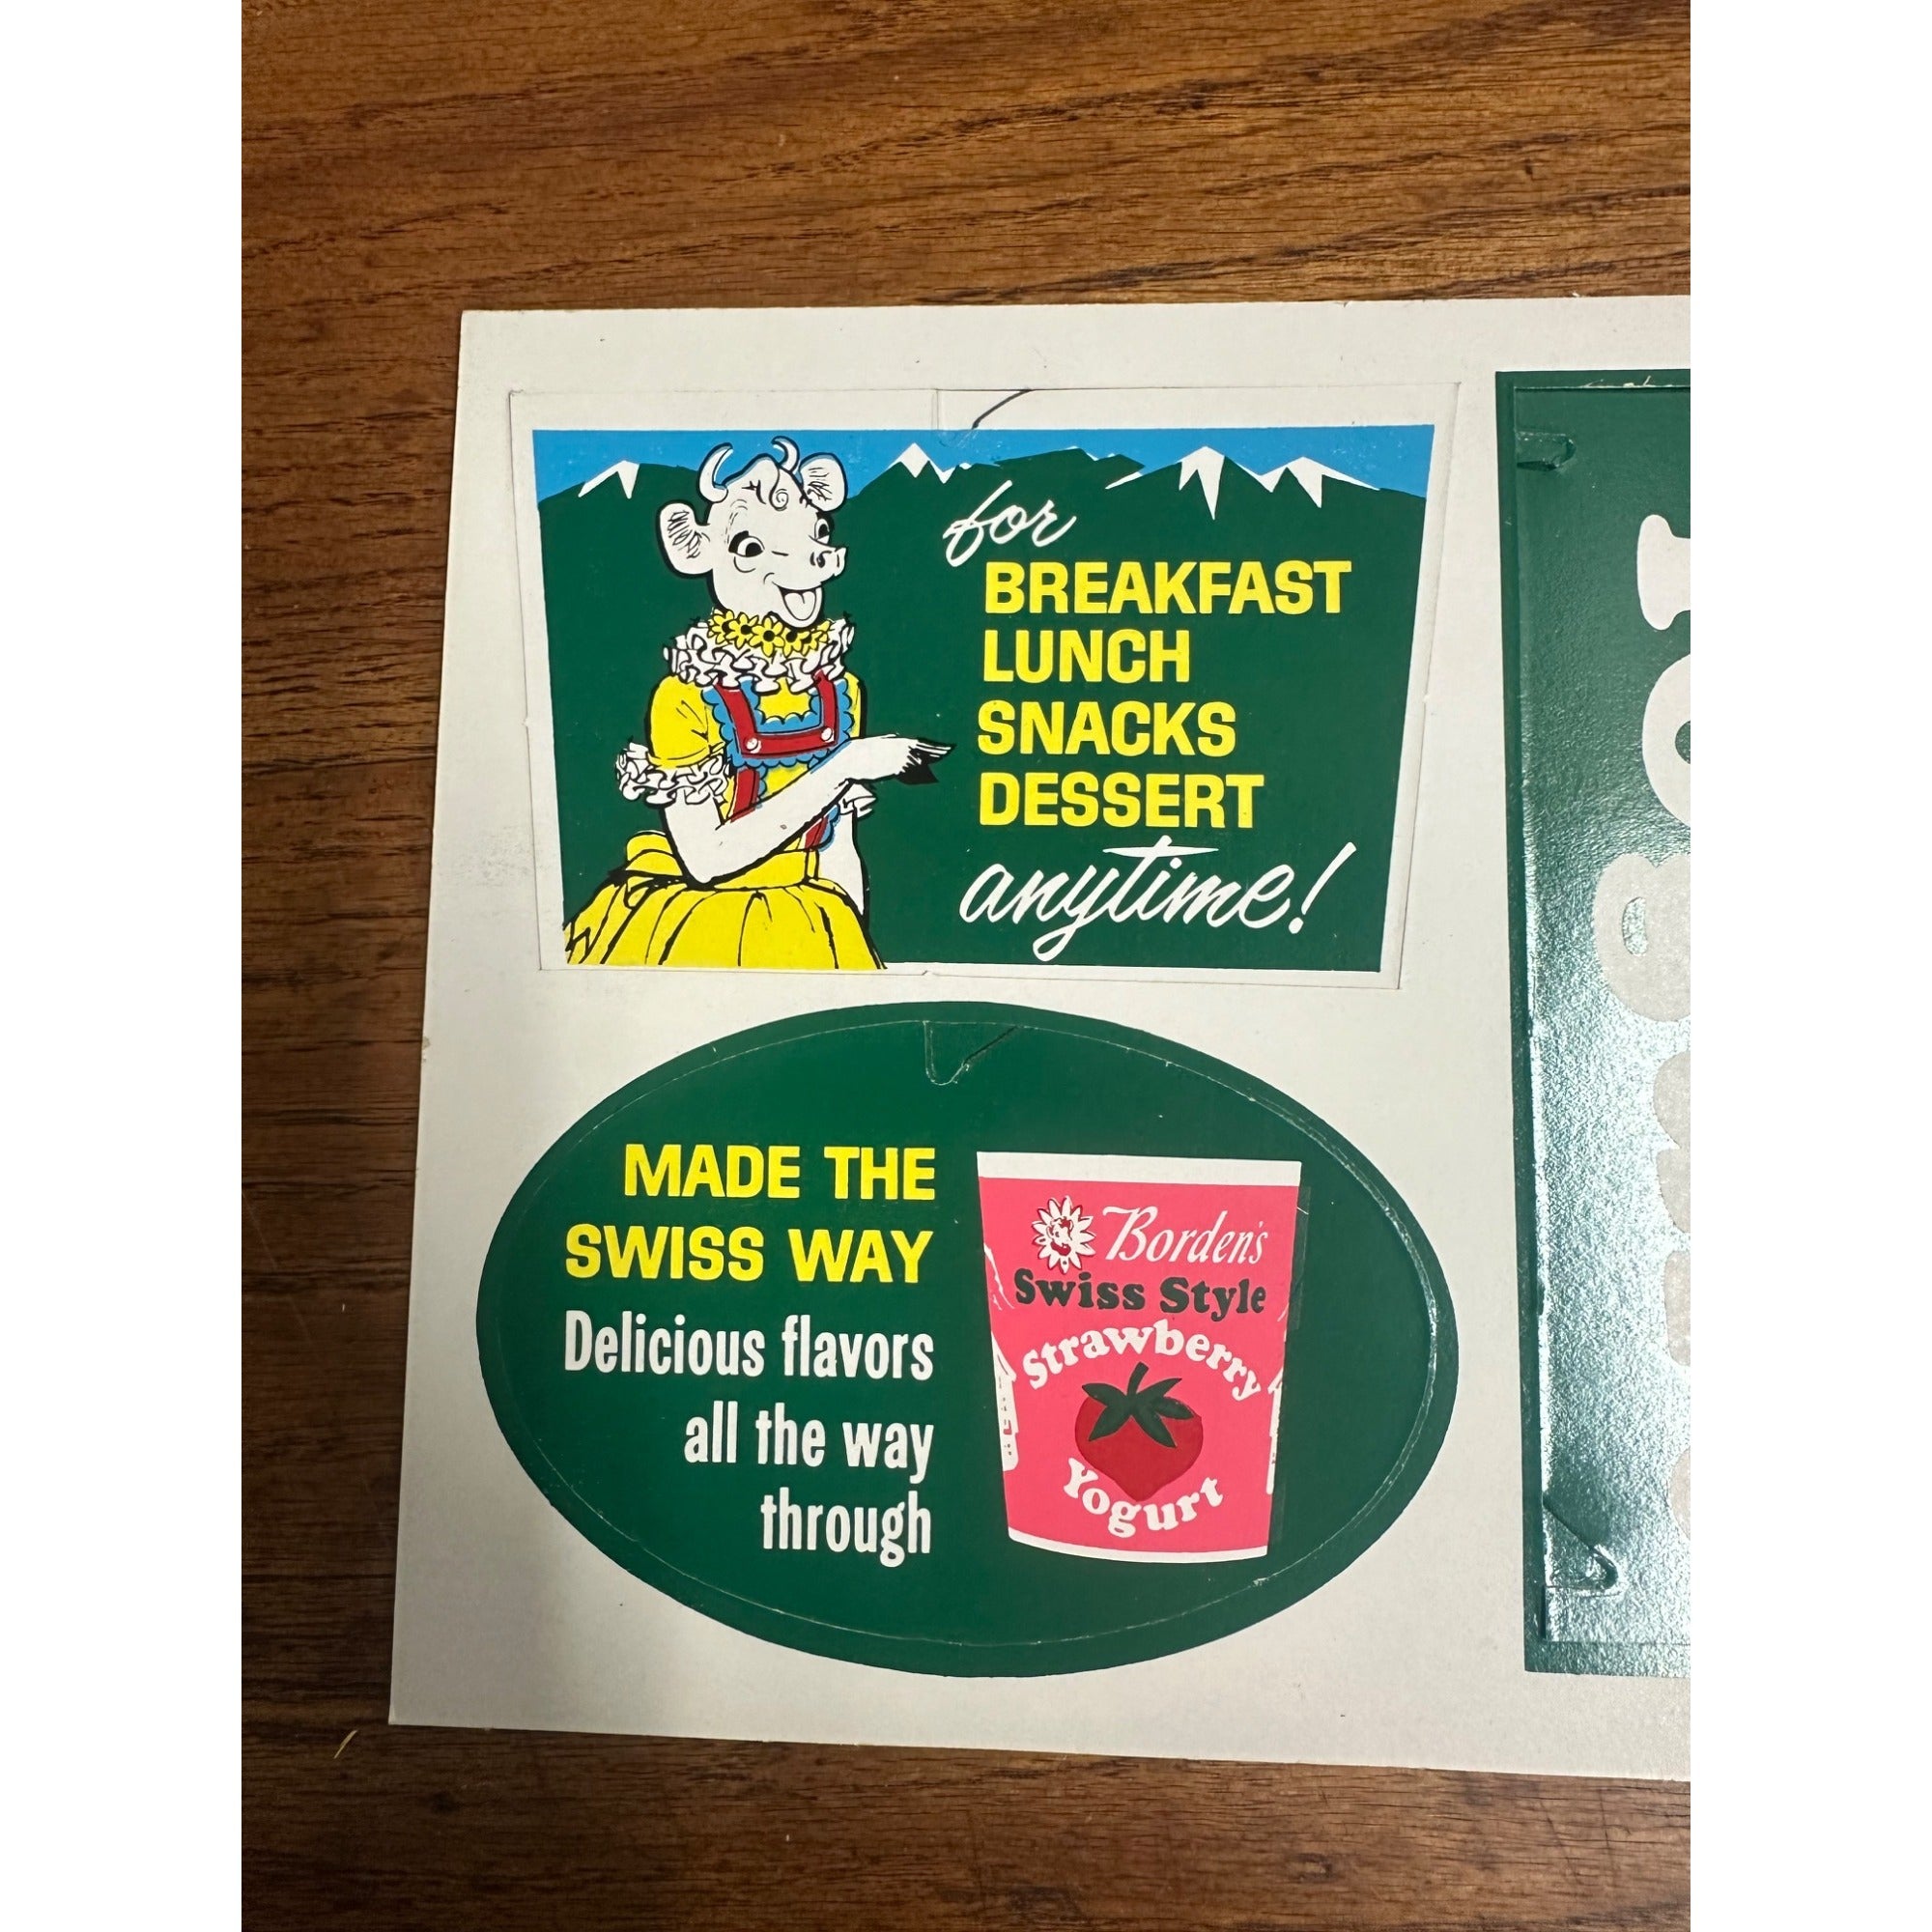 for
BREAKFAST
LUNCH
SNACKS
DESSERT
anytime!
MADE THE
SWISS WAY
Delicious flavors
all the way
through
Borden's
Swiss Style
Strawberry
Yogurt